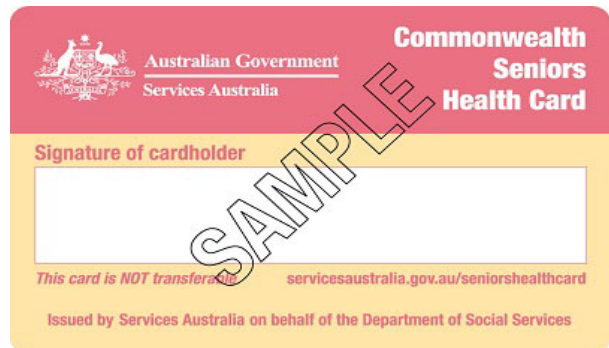 Australian Government
Services Australia
Commonwealth
Seniors
Health Card
Signature of cardholder
SAMPLE
This card is NOT transferable
servicesaustralia.gov.au/seniorshealthcard
Issued by Services Australia on behalf of the Department of Social Services